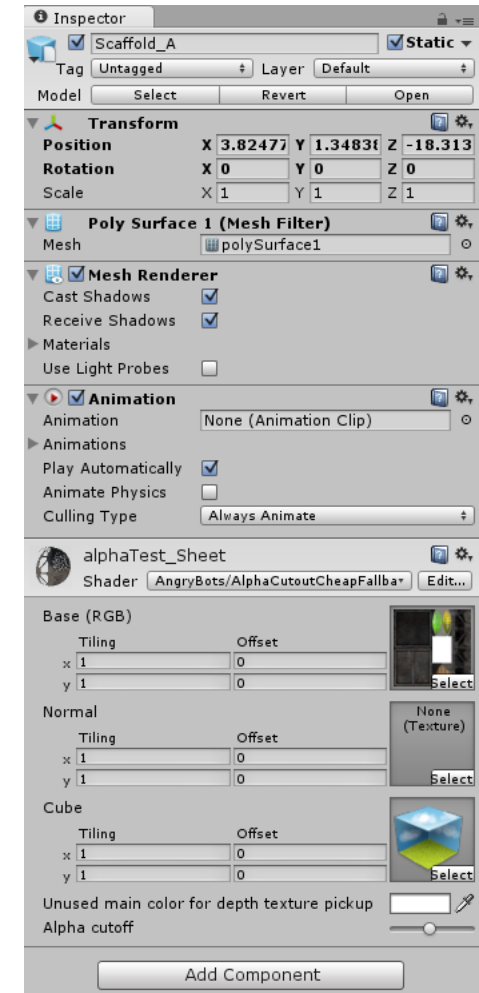 Inspector
Scaffold_A Static
Tag Untagged Layer Default
Model Select Revert Open
Transform
Position X 3.82477 Y 1.34838 Z -18.313
Rotation X 0 Y 0 Z 0
Scale X 1 Y 1 Z 1
Poly Surface 1 (Mesh Filter)
Mesh polySurface1
Mesh Renderer
Cast Shadows
Receive Shadows
Materials
Use Light Probes
Animation
Animation None (Animation Clip)
Animations
Play Automatically
Animate Physics
Culling Type Always Animate
alphaTest_Sheet
Shader AngryBots/AlphaCutoutCheapFallba Edit...
Base (RGB)
Tiling Offset
x 1 0
y 1 0 Select
Normal None
(Texture)
Tiling Offset
x 1 0
y 1 0 Select
Cube
Tiling Offset
x 1 0
y 1 0 Select
Unused main color for depth texture pickup
Alpha cutoff
Add Component